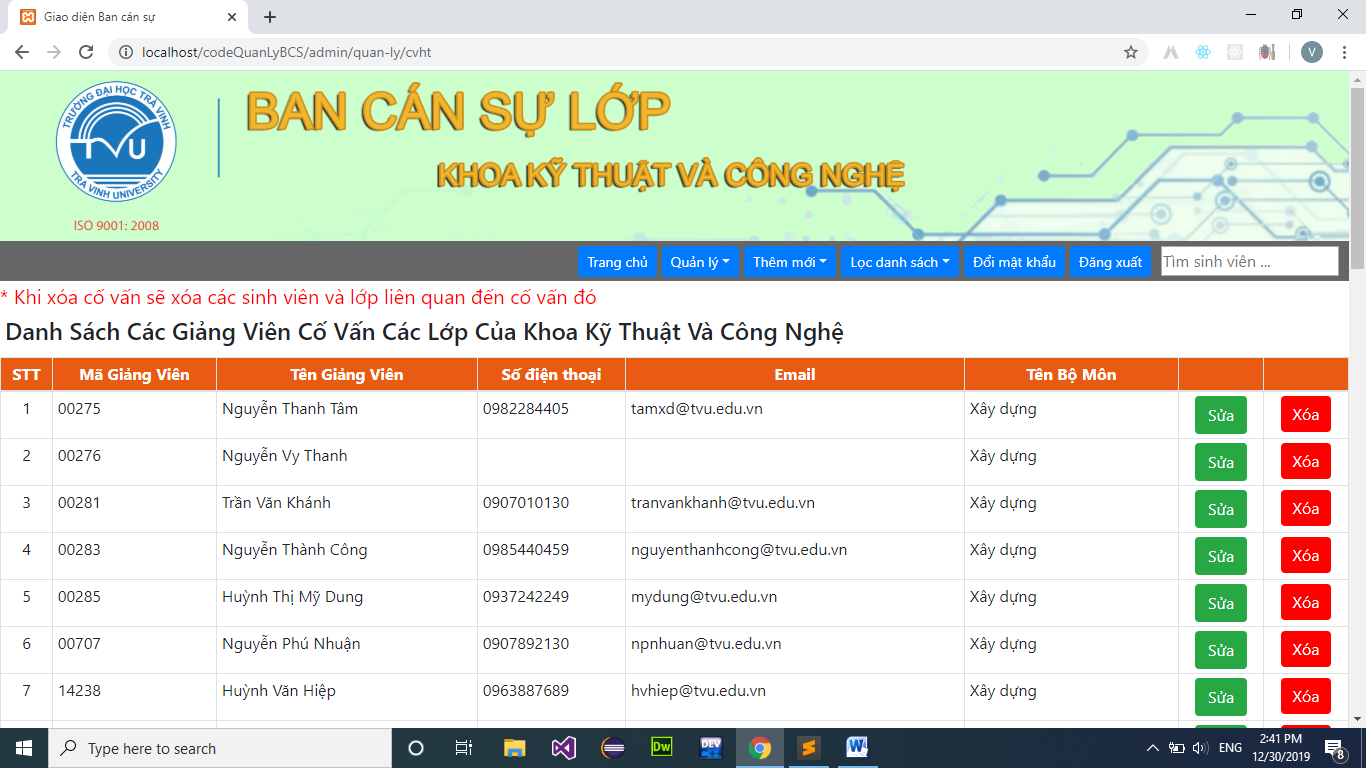 Giao diện Ban cán sự
localhost/codeQuanLyBCS/admin/quan-ly/cvht
V
TRƯỜNG ĐẠI HỌC TRÀ VINH
TVU
TRA VINH UNIVERSITY
ISO 9001: 2008
BAN CÁN SỰ LỚP
KHOA KỸ THUẬT VÀ CÔNG NGHỆ
Trang chủ Quản lý Thêm mới Lọc danh sách Đổi mật khẩu Đăng xuất Tìm sinh viên ...
* Khi xóa cố vấn sẽ xóa các sinh viên và lớp liên quan đến cố vấn đó
Danh Sách Các Giảng Viên Cố Vấn Các Lớp Của Khoa Kỹ Thuật Và Công Nghệ
STT Mã Giảng Viên Tên Giảng Viên Số điện thoại Email Tên Bộ Môn
1 00275 Nguyễn Thanh Tâm 0982284405 tamxd@tvu.edu.vn Xây dựng Sửa Xóa
2 00276 Nguyễn Vy Thanh Xây dựng Sửa Xóa
3 00281 Trần Văn Khánh 0907010130 tranvankhanh@tvu.edu.vn Xây dựng Sửa Xóa
4 00283 Nguyễn Thành Công 0985440459 nguyenthanhcong@tvu.edu.vn Xây dựng Sửa Xóa
5 00285 Huỳnh Thị Mỹ Dung 0937242249 mydung@tvu.edu.vn Xây dựng Sửa Xóa
6 00707 Nguyễn Phú Nhuận 0907892130 npnhuan@tvu.edu.vn Xây dựng Sửa Xóa
7 14238 Huỳnh Văn Hiệp 0963887689 hvhiep@tvu.edu.vn Xây dựng Sửa Xóa
Type here to search
Dw
DEV
ENG
2:41 PM
12/30/2019
8